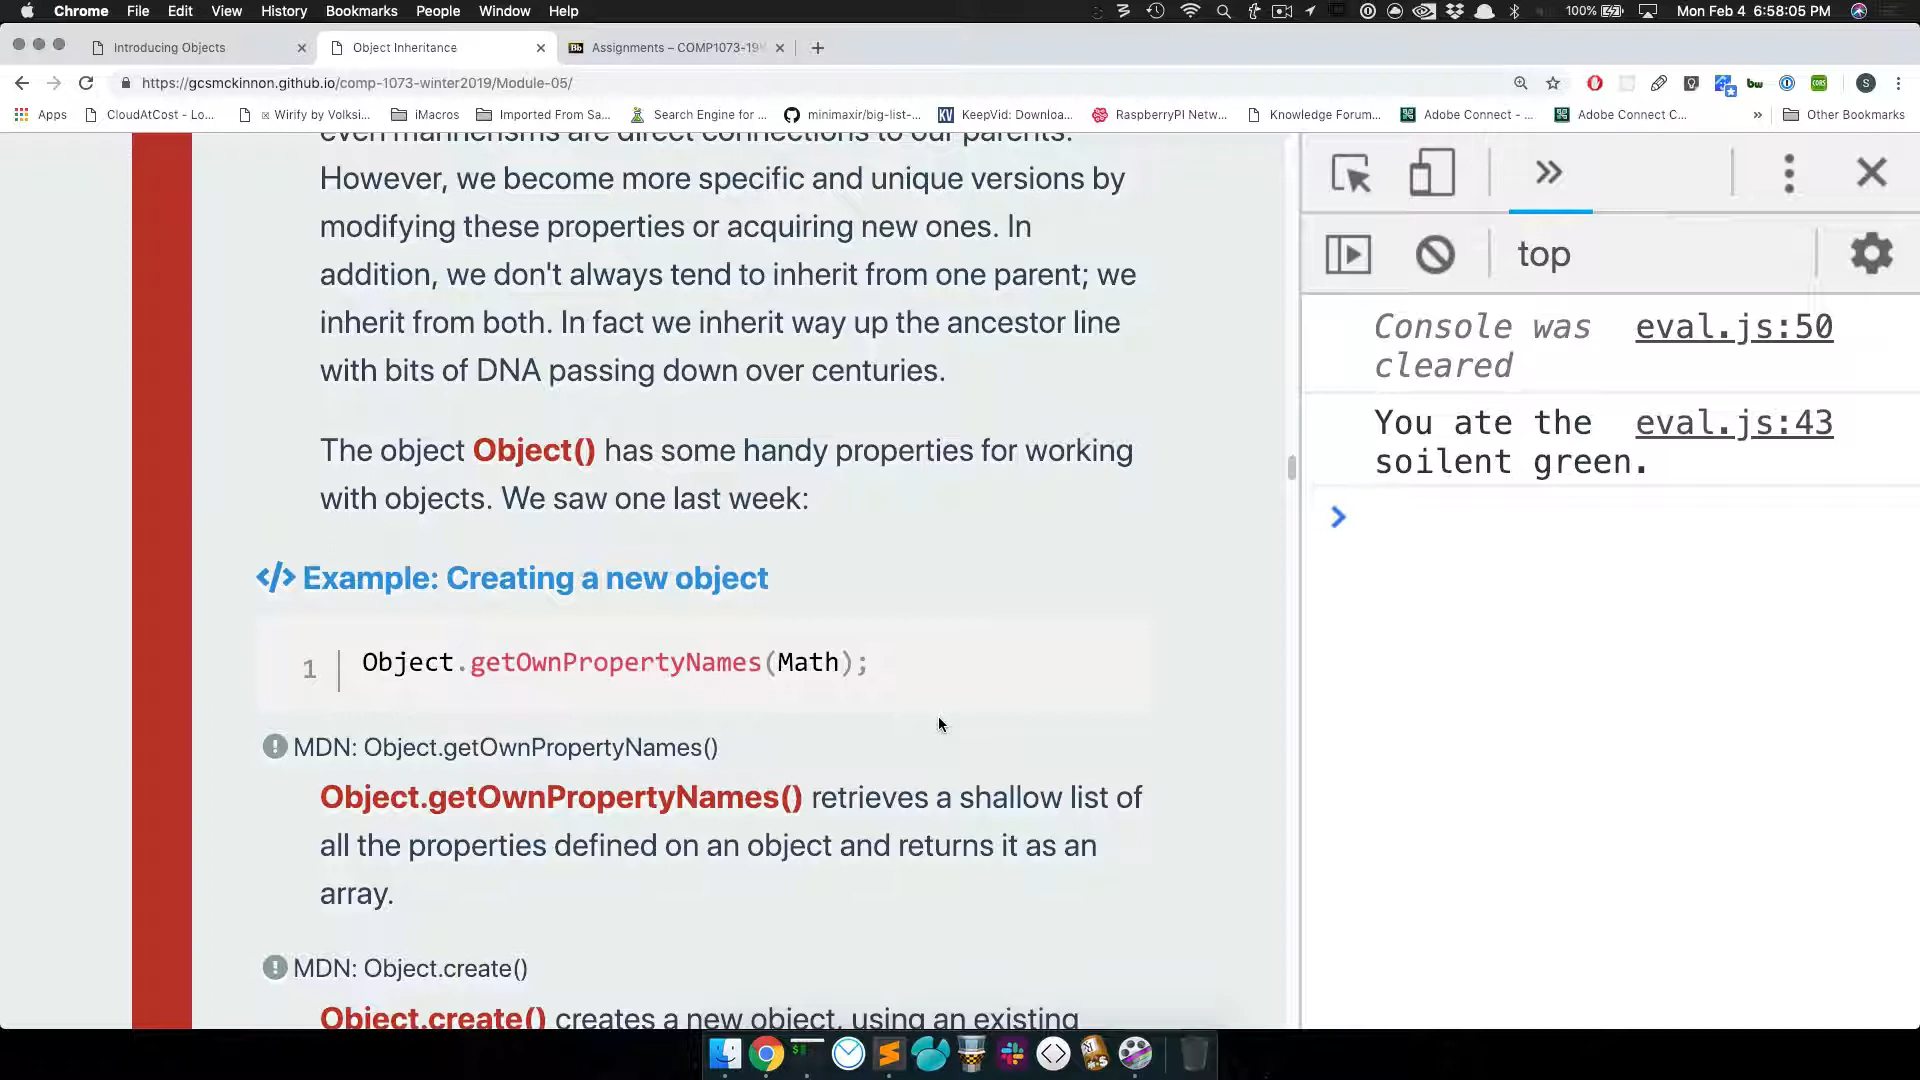 Chrome File Edit View History Bookmarks People Window Help 100% Mon Feb 4 6:58:05 PM
Introducing Objects Object Inheritance Assignments – COMP1073-19
https://gcsmckinnon.github.io/comp-1073-winter2019/Module-05/
Apps CloudAtCost - Lo... Wirify by Volksi... iMacros Imported From Sa... Search Engine for ... minimaxir/big-list-... KeepVid: Downloa... RaspberryPI Netw... Knowledge Forum... Adobe Connect - ... Adobe Connect C... » Other Bookmarks
even mannerisms are direct connections to our parents.
However, we become more specific and unique versions by
modifying these properties or acquiring new ones. In
addition, we don't always tend to inherit from one parent; we
inherit from both. In fact we inherit way up the ancestor line
with bits of DNA passing down over centuries.
The object Object() has some handy properties for working
with objects. We saw one last week:
</> Example: Creating a new object
1 Object.getOwnPropertyNames(Math);
MDN: Object.getOwnPropertyNames()
Object.getOwnPropertyNames() retrieves a shallow list of
all the properties defined on an object and returns it as an
array.
MDN: Object.create()
Object.create() creates a new object, using an existing
top
Console was eval.js:50
cleared
You ate the eval.js:43
soilent green.